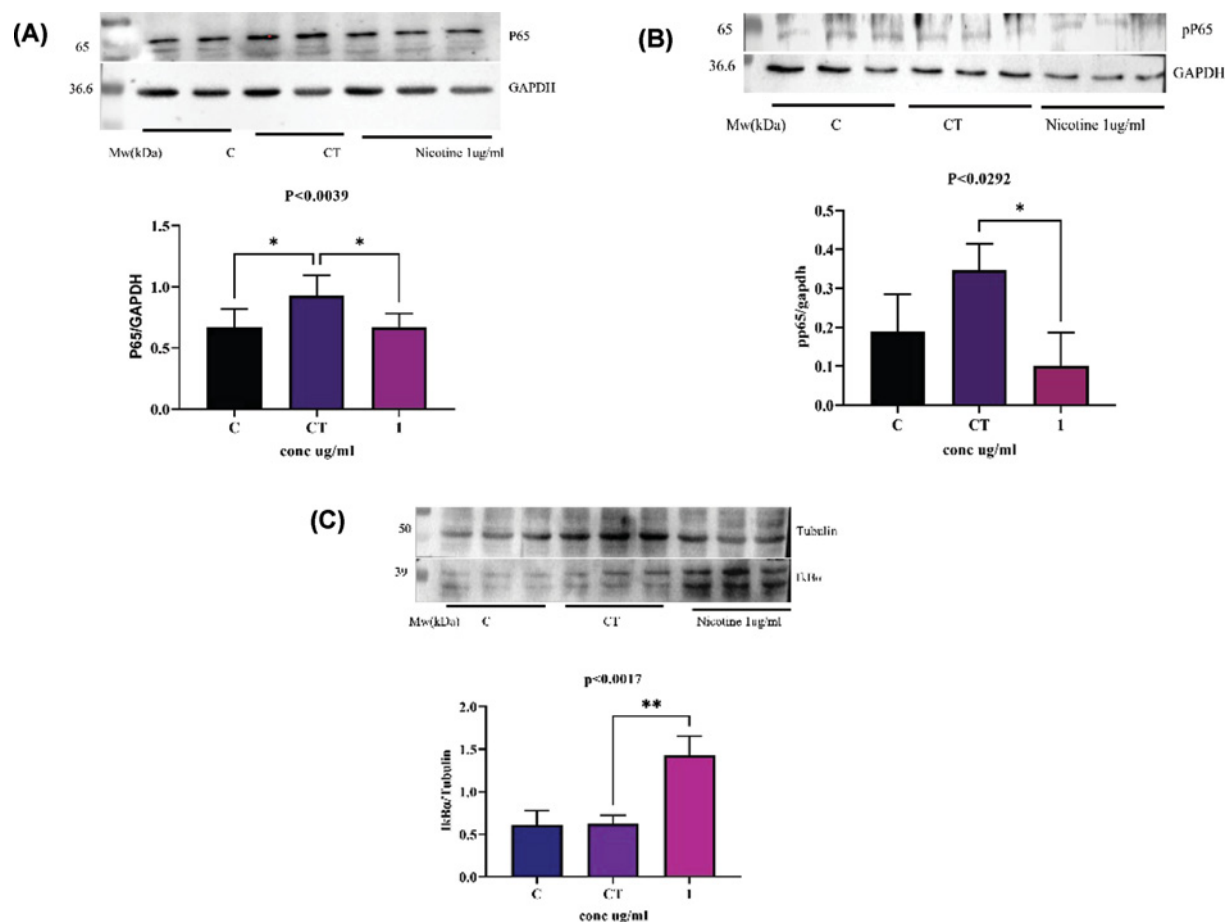 (A)
65
P65
36.6
GAPDH
Mw(kDa) C CT Nicotine 1ug/ml
P<0.0039
P65/GAPDH
1.5
1.0
0.5
0.0
* *
C CT 1
conc ug/ml
(B)
65
pP65
36.6
GAPDH
Mw(kDa) C CT Nicotine 1ug/ml
P<0.0292
pp65/gapdh
0.5
0.4
0.3
0.2
0.1
0.0
*
C CT 1
conc ug/ml
(C)
50
Tubulin
39
IkBα
Mw(kDa) C CT Nicotine 1ug/ml
p<0.0017
IkBα/Tubulin
2.0
1.5
1.0
0.5
0.0
**
C CT 1
conc ug/ml